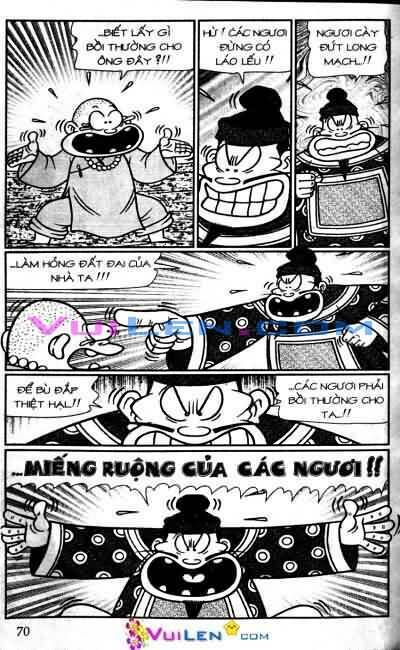 ..BIẾT LẤY GÌ
BỒI THƯỜNG CHO
ÔNG ĐÂY ?!!
HỪ ! CÁC NGƯƠI
ĐỪNG CÓ
LÁO LẾU !!
NGƯƠI CÀY
ĐỨT LONG
MẠCH...!!
...LÀM HỎNG ĐẤT ĐAI CỦA
NHÀ TA !!!
VUILEN.COM
ĐỂ BÙ ĐẮP
THIỆT HẠI..!!
...CÁC NGƯƠI PHẢI
BỒI THƯỜNG CHO
TA..!!
...MIẾNG RUỘNG CỦA CÁC NGƯƠI !!
70
VUILEN.COM